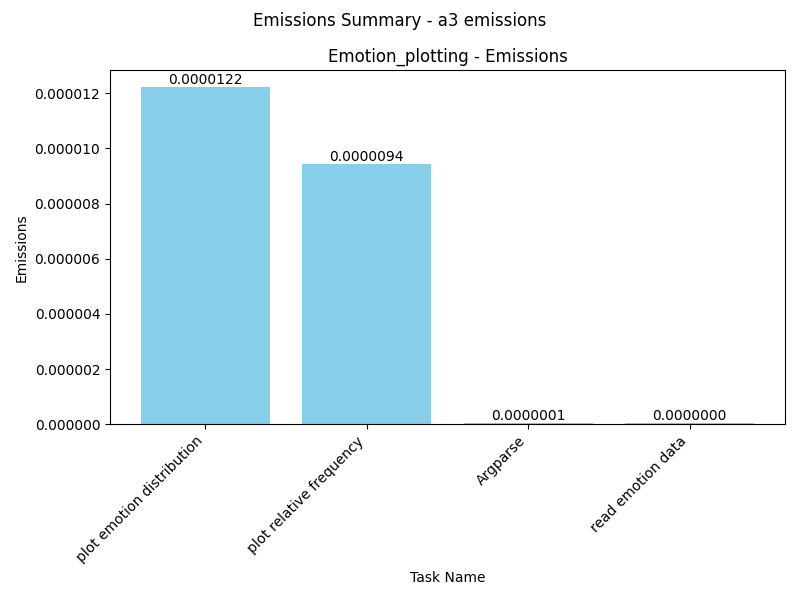 Emissions Summary - a3 emissions
Emotion_plotting - Emissions
0.0000122
0.0000094
0.0000001
0.0000000
0.000012
0.000010
0.000008
0.000006
0.000004
0.000002
0.000000
Emissions
plot emotion distribution
plot relative frequency
Argparse
read emotion data
Task Name